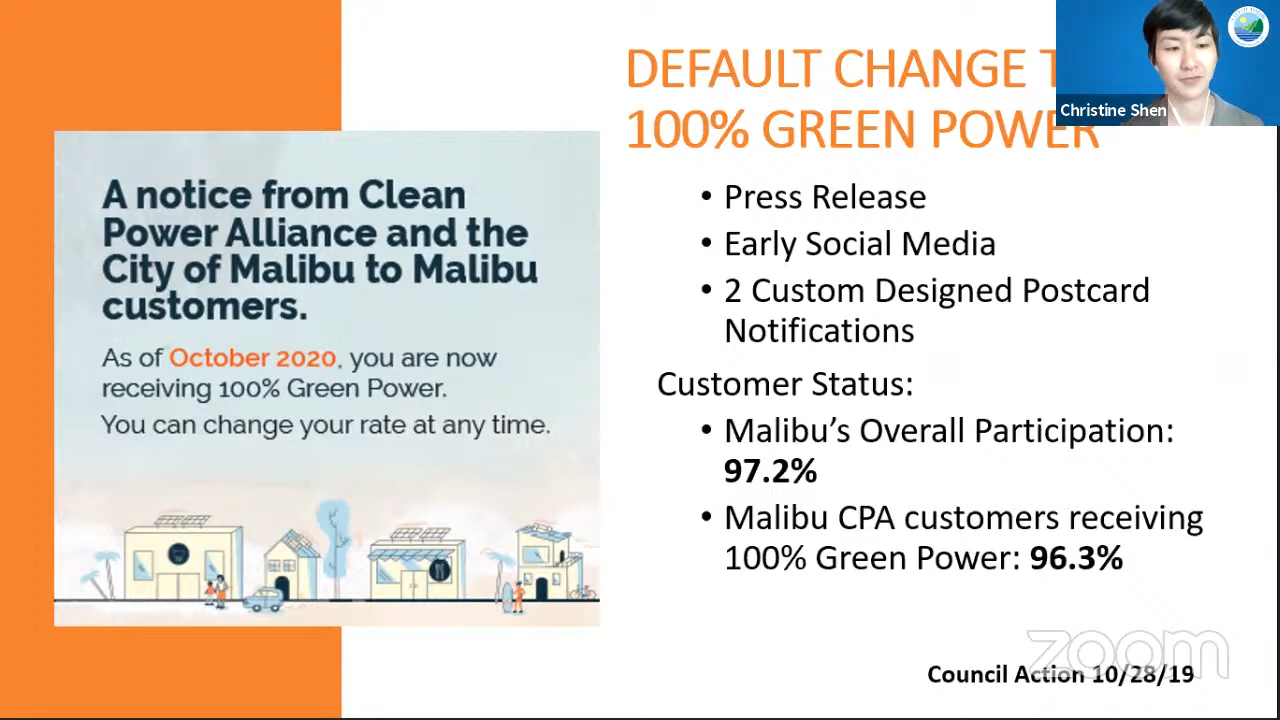 DEFAULT CHANGE T
100% GREEN POWER
Christine Shen
A notice from Clean
Power Alliance and the
City of Malibu to Malibu
customers.
As of October 2020, you are now
receiving 100% Green Power.
You can change your rate at any time.
• Press Release
• Early Social Media
• 2 Custom Designed Postcard
Notifications
Customer Status:
• Malibu’s Overall Participation:
97.2%
• Malibu CPA customers receiving
100% Green Power: 96.3%
zoom
Council Action 10/28/19